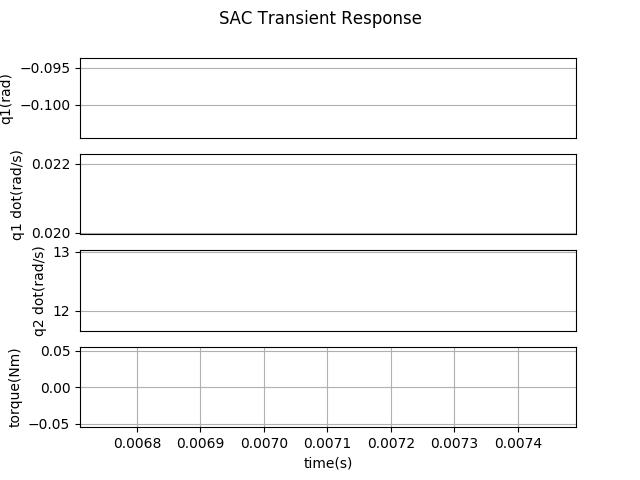 SAC Transient Response
−0.095
−0.100
q1(rad)
0.022
0.020
q1 dot(rad/s)
13
12
q2 dot(rad/s)
0.05
0.00
−0.05
torque(Nm)
0.0068 0.0069 0.0070 0.0071 0.0072 0.0073 0.0074
time(s)